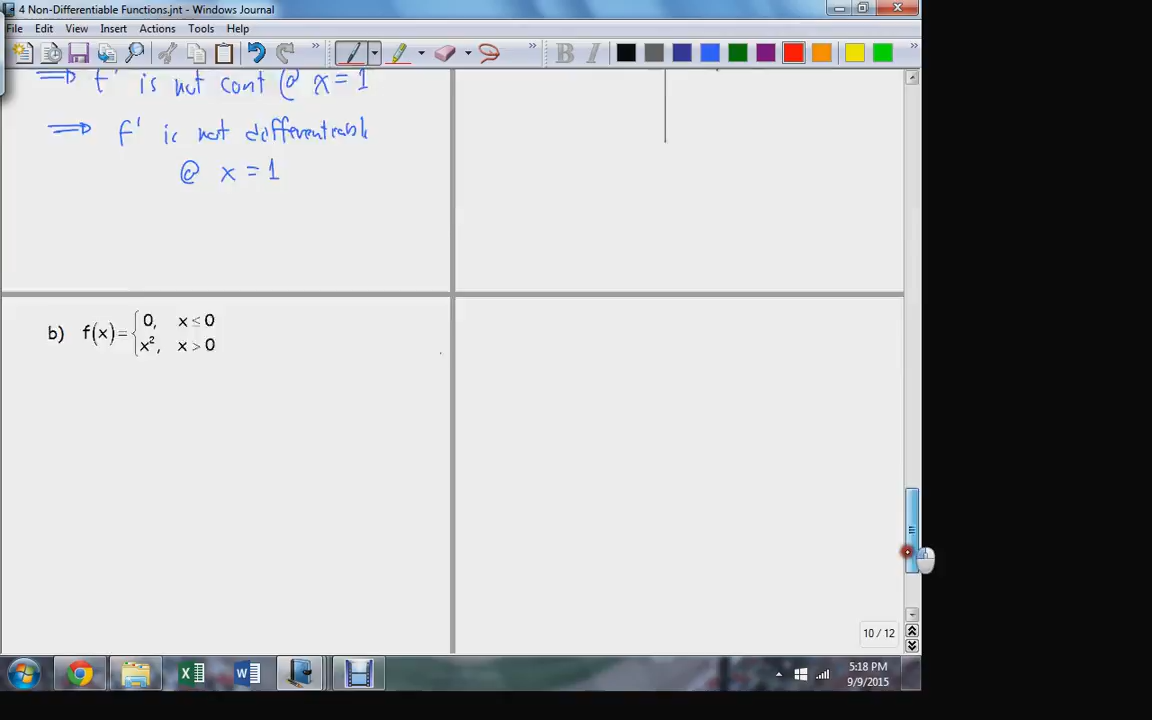 4 Non-Differentiable Functions.jnt - Windows Journal
File Edit View Insert Actions Tools Help
» » B I »
⟹ f' is not cont @ x = 1
⟹ f' is not differentiable
@ x = 1
b) f(x) = { 0, x ≤ 0
x², x > 0
10 / 12
5:18 PM
9/9/2015